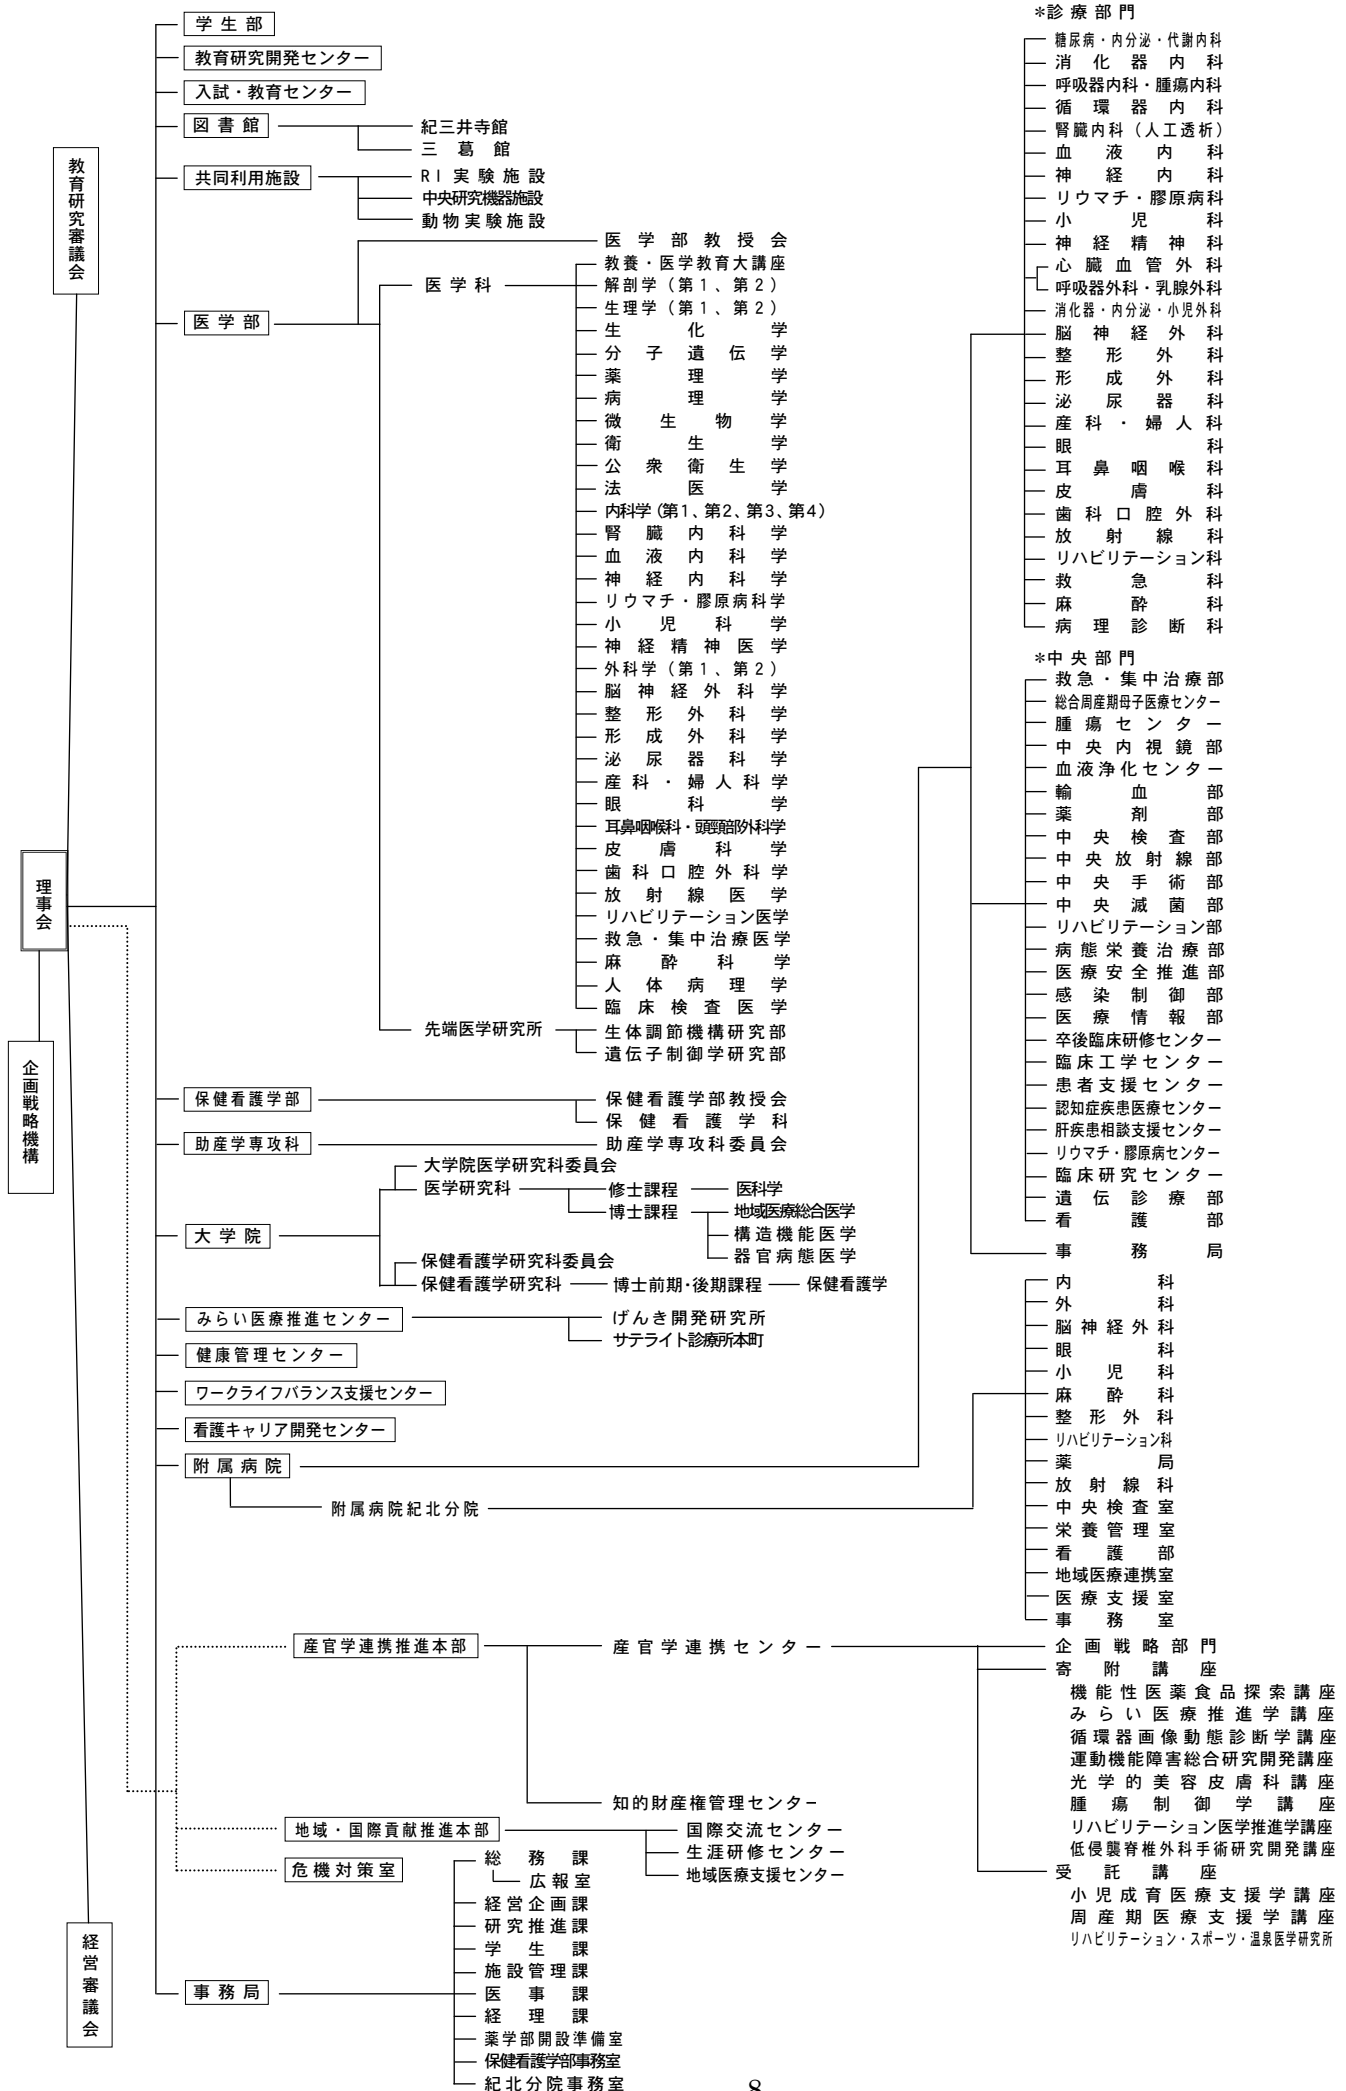 教育研究審議会
理事会
企画戦略機構
経営審議会
学生部
教育研究開発センター
入試・教育センター
図書館
紀三井寺館
三葛館
共同利用施設
RI実験施設
中央研究機器施設
動物実験施設
医学部
医学部教授会
医学科
教養・医学教育大講座
解剖学(第1、第2)
生理学(第1、第2)
生化学
分子遺伝学
薬理学
病理学
微生物学
衛生学
公衆衛生学
法医学
内科学(第1、第2、第3、第4)
腎臓内科学
血液内科学
神経内科学
リウマチ・膠原病科学
小児科学
神経精神医学
外科学(第1、第2)
脳神経外科学
整形外科学
形成外科学
泌尿器科学
産科・婦人科学
眼科学
耳鼻咽喉科・頭頸部外科学
皮膚科学
歯科口腔外科学
放射線医学
リハビリテーション医学
救急・集中治療医学
麻酔科学
人体病理学
臨床検査医学
先端医学研究所
生体調節機構研究部
遺伝子制御学研究部
保健看護学部
保健看護学部教授会
保健看護学科
助産学専攻科
助産学専攻科委員会
大学院
大学院医学研究科委員会
医学研究科
修士課程
医科学
博士課程
地域医療総合医学
構造機能医学
器官病態医学
保健看護学研究科委員会
保健看護学研究科
博士前期・後期課程
保健看護学
みらい医療推進センター
げんき開発研究所
サテライト診療所本町
健康管理センター
ワークライフバランス支援センター
看護キャリア開発センター
附属病院
附属病院紀北分院
*診療部門
糖尿病・内分泌・代謝内科
消化器内科
呼吸器内科・腫瘍内科
循環器内科
腎臓内科(人工透析)
血液内科
神経内科
リウマチ・膠原病科
小児科
神経精神科
心臓血管外科
呼吸器外科・乳腺外科
消化器・内分泌・小児外科
脳神経外科
整形外科
形成外科
泌尿器科
産科・婦人科
眼科
耳鼻咽喉科
皮膚科
歯科口腔外科
放射線科
リハビリテーション科
救急科
麻酔科
病理診断科
*中央部門
救急・集中治療部
総合周産期母子医療センター
腫瘍センター
中央内視鏡部
血液浄化センター
輸血部
薬剤部
中央検査部
中央放射線部
中央手術部
中央滅菌部
リハビリテーション部
病態栄養治療部
医療安全推進部
感染制御部
医療情報部
卒後臨床研修センター
臨床工学センター
患者支援センター
認知症疾患医療センター
肝疾患相談支援センター
リウマチ・膠原病センター
臨床研究センター
遺伝診療部
看護部
事務局
内科
外科
脳神経外科
眼科
小児科
麻酔科
整形外科
リハビリテーション科
薬局
放射線科
中央検査室
栄養管理室
看護部
地域医療連携室
医療支援室
事務室
産官学連携推進本部
産官学連携センター
企画戦略部門
寄附講座
機能性医薬食品探索講座
みらい医療推進学講座
循環器画像動態診断学講座
運動機能障害総合研究開発講座
光学的美容皮膚科講座
腫瘍制御学講座
リハビリテーション医学推進学講座
低侵襲脊椎外科手術研究開発講座
受託講座
小児成育医療支援学講座
周産期医療支援学講座
リハビリテーション・スポーツ・温泉医学研究所
知的財産権管理センター
地域・国際貢献推進本部
国際交流センター
生涯研修センター
地域医療支援センター
危機対策室
事務局
総務課
広報室
経営企画課
研究推進課
学生課
施設管理課
医事課
経理課
薬学部開設準備室
保健看護学部事務室
紀北分院事務室
8